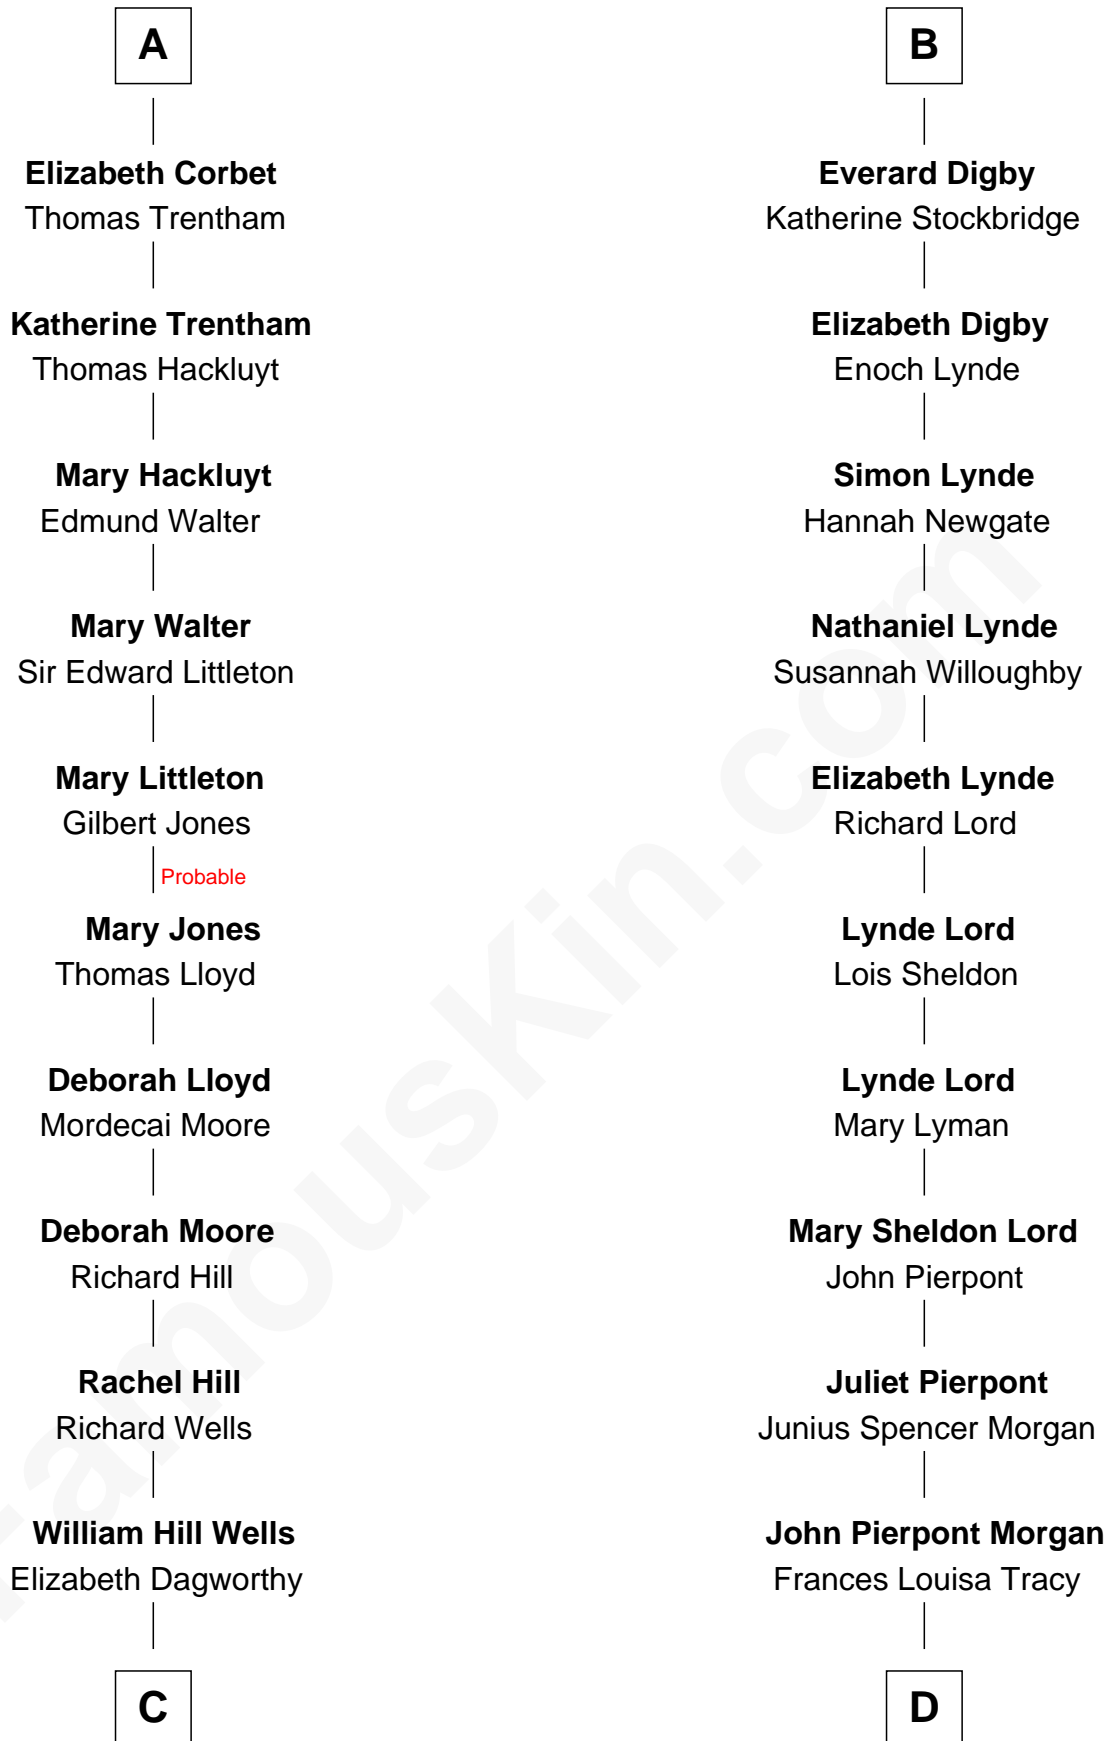 A
Elizabeth Corbet
Thomas Trentham
Katherine Trentham
Thomas Hackluyt
Mary Hackluyt
Edmund Walter
Mary Walter
Sir Edward Littleton
Mary Littleton
Gilbert Jones
Probable
Mary Jones
Thomas Lloyd
Deborah Lloyd
Mordecai Moore
Deborah Moore
Richard Hill
Rachel Hill
Richard Wells
William Hill Wells
Elizabeth Dagworthy
C
B
Everard Digby
Katherine Stockbridge
Elizabeth Digby
Enoch Lynde
Simon Lynde
Hannah Newgate
Nathaniel Lynde
Susannah Willoughby
Elizabeth Lynde
Richard Lord
Lynde Lord
Lois Sheldon
Lynde Lord
Mary Lyman
Mary Sheldon Lord
John Pierpont
Juliet Pierpont
Junius Spencer Morgan
John Pierpont Morgan
Frances Louisa Tracy
D
FamousKin.com